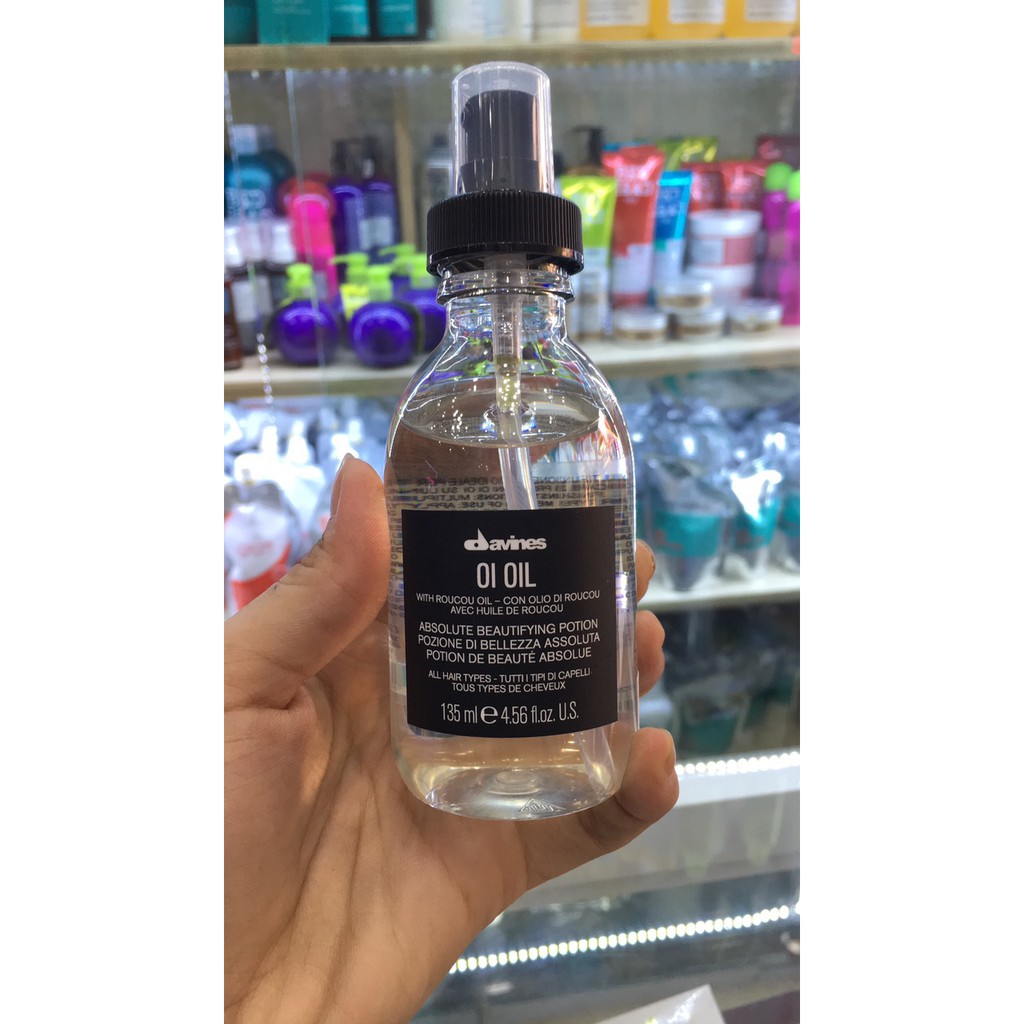 davines
OI OIL
WITH ROUCOU OIL – CON OLIO DI ROUCOU
AVEC HUILE DE ROUCOU
ABSOLUTE BEAUTIFYING POTION
POZIONE DI BELLEZZA ASSOLUTA
POTION DE BEAUTÉ ABSOLUE
ALL HAIR TYPES - TUTTI I TIPI DI CAPELLI
TOUS TYPES DE CHEVEUX
135 ml ℮ 4.56 fl.oz. U.S.